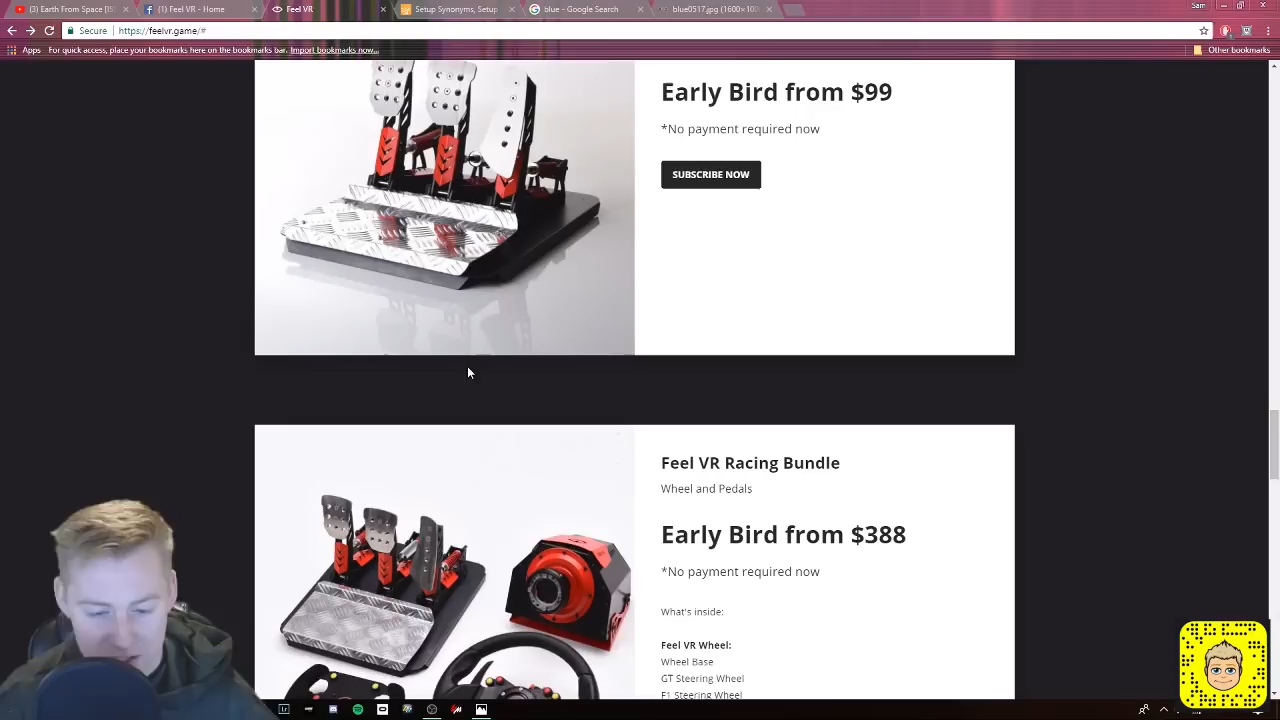 (3) Earth From Space [
(1) Feel VR - Home
Feel VR
Setup Synonyms, Setup
blue - Google Search
blue0517.jpg (1600×100
Sam
Secure
https://feelvr.game/#
Apps
For quick access, place your bookmarks here on the bookmarks bar. Import bookmarks now...
Other bookmarks
Early Bird from $99
*No payment required now
SUBSCRIBE NOW
Feel VR Racing Bundle
Wheel and Pedals
Early Bird from $388
*No payment required now
What's inside:
Feel VR Wheel:
Wheel Base
GT Steering Wheel
F1 Steering Wheel